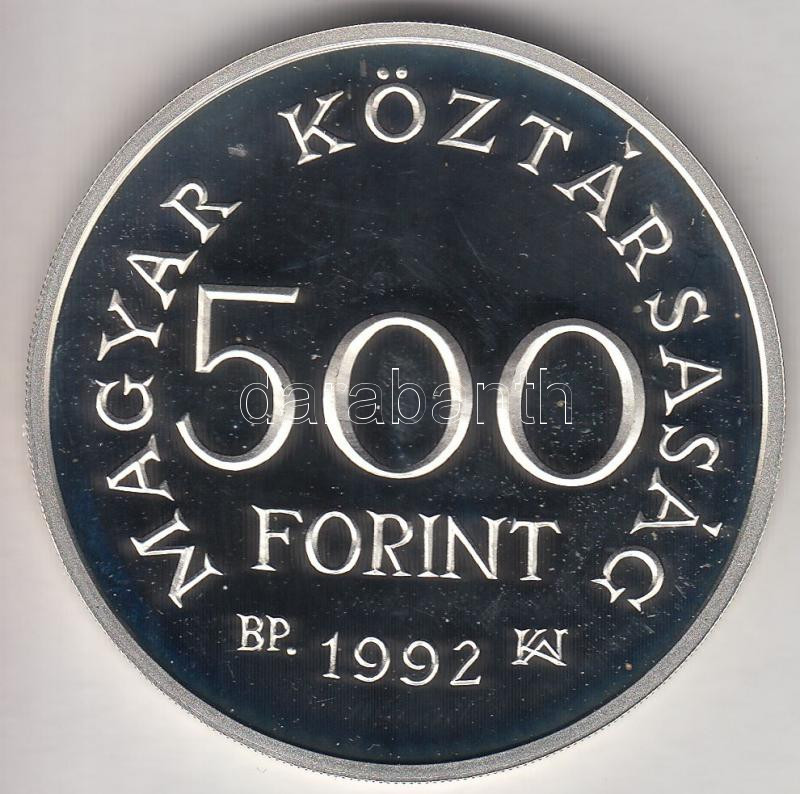 MAGYAR KÖZTÁRSASÁG
500
darabanth
FORINT
BP. 1992